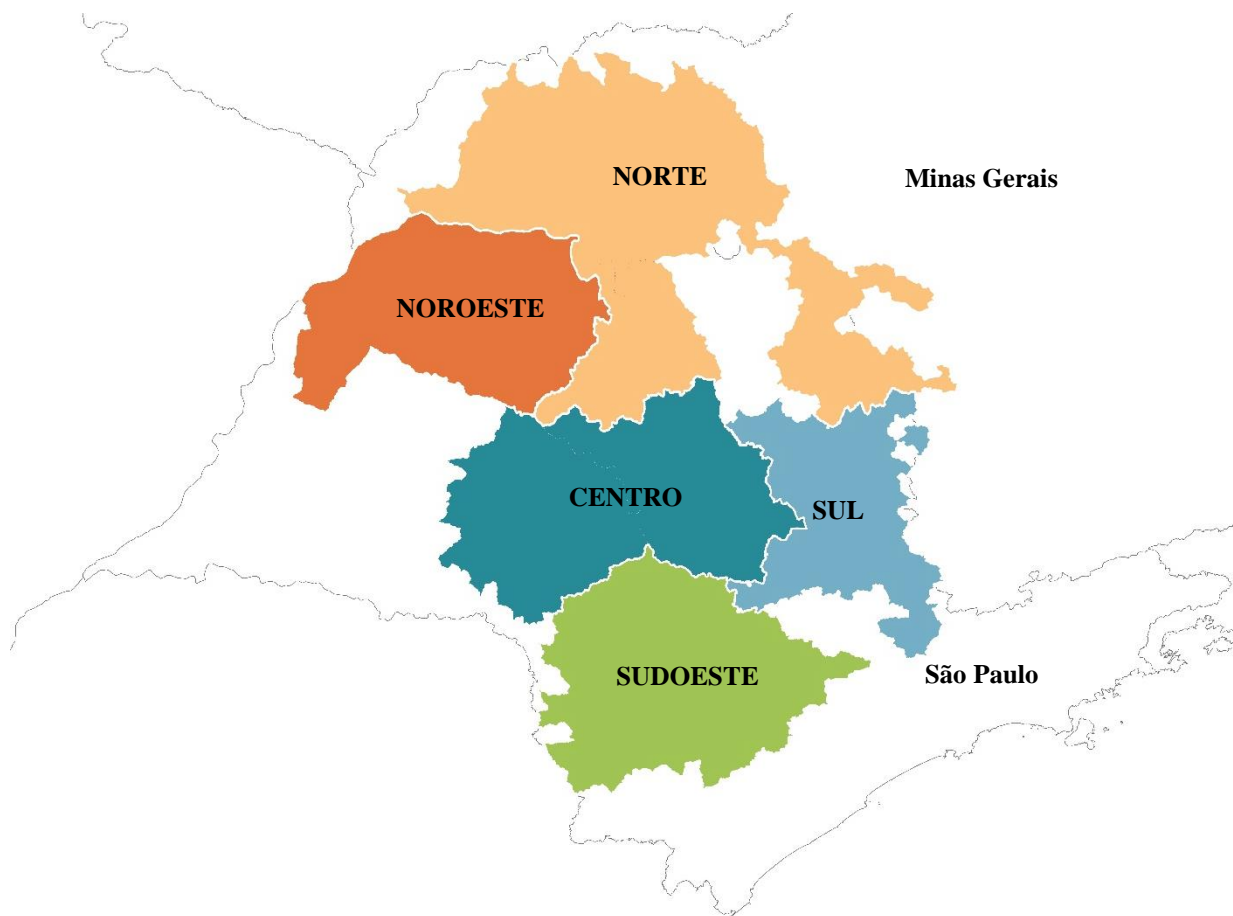 NORTE
Minas Gerais
NOROESTE
CENTRO
SUL
SUDOESTE
São Paulo